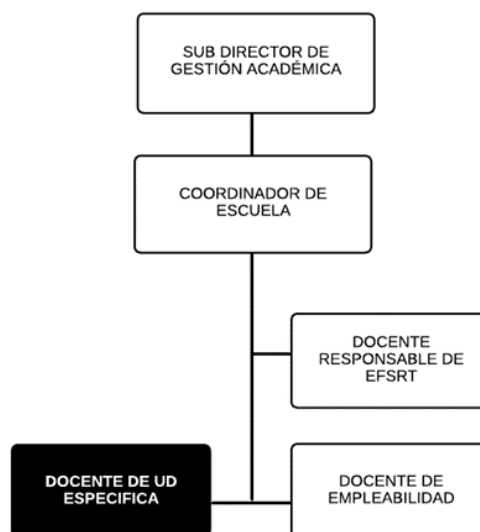 SUB DIRECTOR DE
GESTIÓN ACADÉMICA
COORDINADOR DE
ESCUELA
DOCENTE
RESPONSABLE DE
EFSRT
DOCENTE DE UD
ESPECIFICA
DOCENTE DE
EMPLEABILIDAD